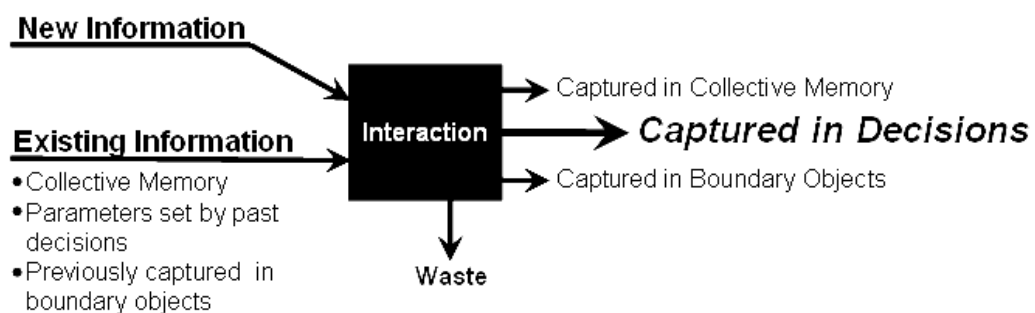 New Information
Existing Information
•Collective Memory
•Parameters set by past
decisions
•Previously captured in
boundary objects
Interaction
Captured in Collective Memory
Captured in Decisions
Captured in Boundary Objects
Waste